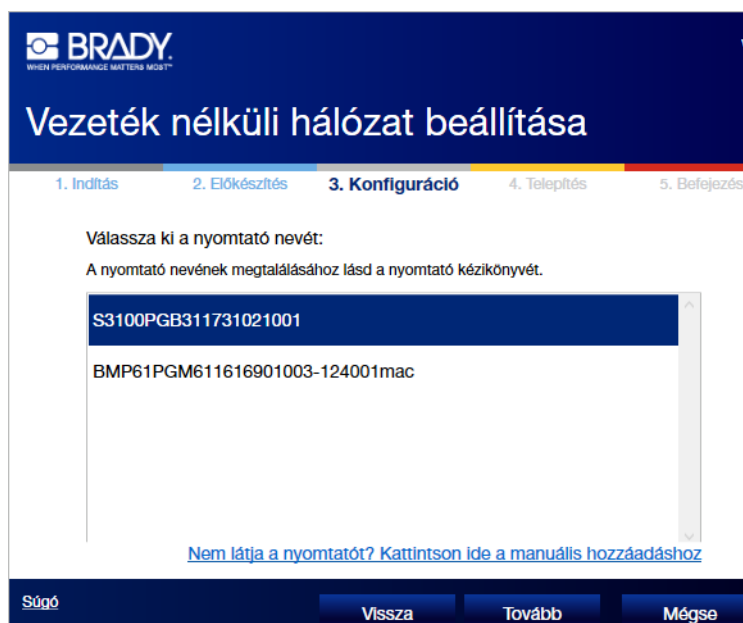 BRADY.
WHEN PERFORMANCE MATTERS MOST™
Vezeték nélküli hálózat beállítása
1. Indítás 2. Előkészítés 3. Konfiguráció 4. Telepítés 5. Befejezés
Válassza ki a nyomtató nevét:
A nyomtató nevének megtalálásához lásd a nyomtató kézikönyvét.
S3100PGB311731021001
BMP61PGM611616901003-124001mac
Nem látja a nyomtatót? Kattintson ide a manuális hozzáadáshoz
Súgó Vissza Tovább Mégse